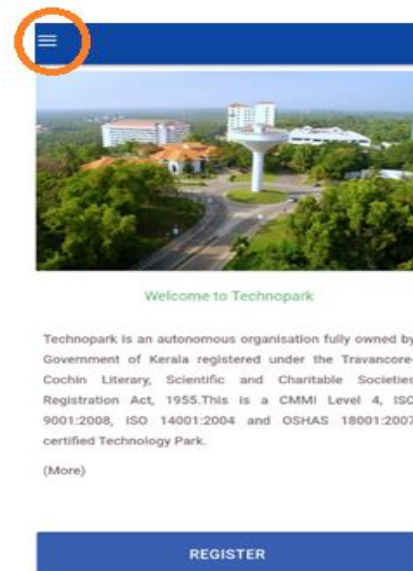 Welcome to Technopark
Technopark is an autonomous organisation fully owned by
Government of Kerala registered under the Travancore-
Cochin Literary, Scientific and Charitable Societies
Registration Act, 1955.This is a CMMI Level 4, ISO
9001:2008, ISO 14001:2004 and OSHAS 18001:2007
certified Technology Park.
(More)
REGISTER